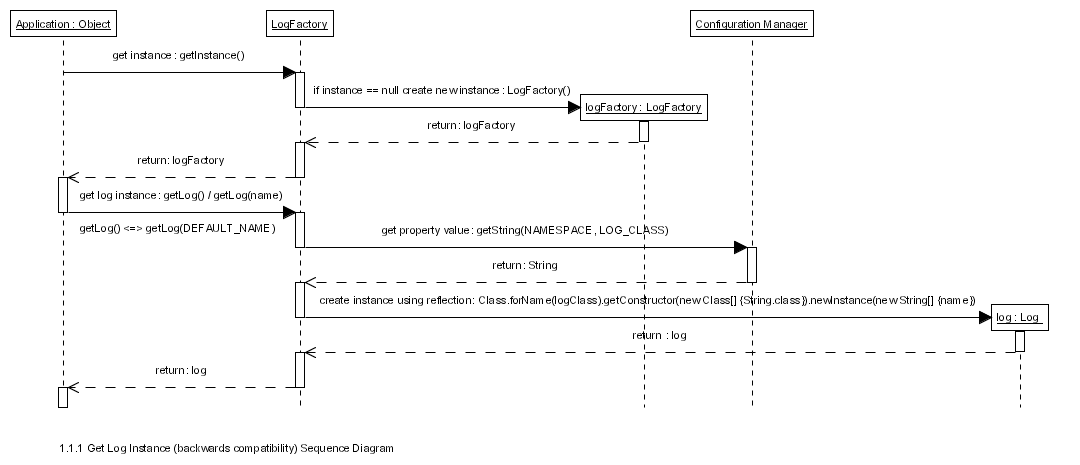 Application : Object
LogFactory
Configuration Manager
get instance : getInstance()
if instance == null create new instance : LogFactory()
logFactory : LogFactory
return : logFactory
return : logFactory
get log instance : getLog() / getLog(name)
getLog() <=> getLog(DEFAULT_NAME)
get property value : getString(NAMESPACE, LOG_CLASS)
return : String
create instance using reflection: Class.forName(logClass).getConstructor(new Class[] {String.class}).newInstance(new String[] {name})
log : Log
return : log
return : log
1.1.1 Get Log Instance (backwards compatibility) Sequence Diagram